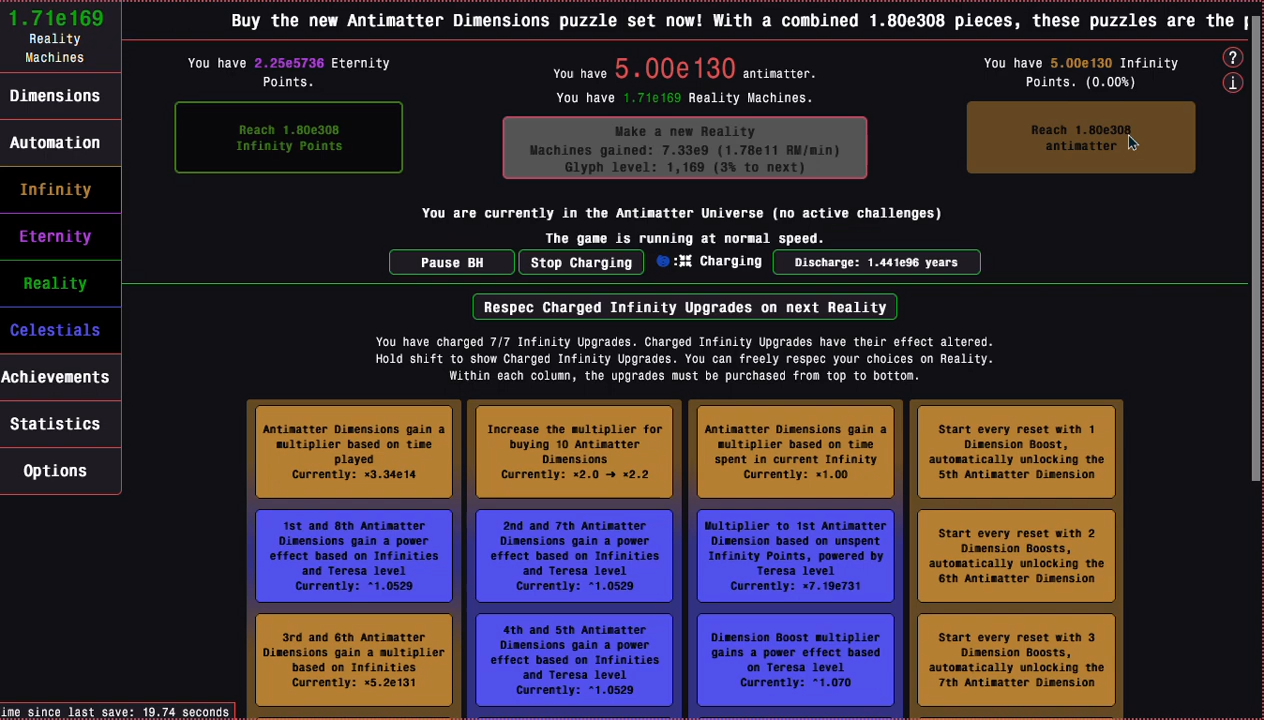 1.71e169
Reality
Machines
Buy the new Antimatter Dimensions puzzle set now! With a combined 1.80e308 pieces, these puzzles are the
You have 2.25e5736 Eternity
Points.
Reach 1.80e308
Infinity Points
You have 5.00e130 antimatter.
You have 1.71e169 Reality Machines.
Make a new Reality
Machines gained: 7.33e9 (1.78e11 RM/min)
Glyph level: 1,169 (3% to next)
You have 5.00e130 Infinity
Points. (0.00%)
Reach 1.80e308
antimatter
?
i
Dimensions
Automation
Infinity
Eternity
Reality
Celestials
Achievements
Statistics
Options
You are currently in the Antimatter Universe (no active challenges)
The game is running at normal speed.
Pause BH
Stop Charging
Charging
Discharge: 1.441e96 years
Respec Charged Infinity Upgrades on next Reality
You have charged 7/7 Infinity Upgrades. Charged Infinity Upgrades have their effect altered.
Hold shift to show Charged Infinity Upgrades. You can freely respec your choices on Reality.
Within each column, the upgrades must be purchased from top to bottom.
Antimatter Dimensions gain a
multiplier based on time
played
Currently: ×3.34e14
Increase the multiplier for
buying 10 Antimatter
Dimensions
Currently: ×2.0 → ×2.2
Antimatter Dimensions gain a
multiplier based on time
spent in current Infinity
Currently: ×1.00
Start every reset with 1
Dimension Boost,
automatically unlocking the
5th Antimatter Dimension
1st and 8th Antimatter
Dimensions gain a power
effect based on Infinities
and Teresa level
Currently: ^1.0529
2nd and 7th Antimatter
Dimensions gain a power
effect based on Infinities
and Teresa level
Currently: ^1.0529
Multiplier to 1st Antimatter
Dimension based on unspent
Infinity Points, powered by
Teresa level
Currently: ×7.19e731
Start every reset with 2
Dimension Boosts,
automatically unlocking the
6th Antimatter Dimension
3rd and 6th Antimatter
Dimensions gain a multiplier
based on Infinities
Currently: ×5.2e131
4th and 5th Antimatter
Dimensions gain a power
effect based on Infinities
and Teresa level
Currently: ^1.0529
Dimension Boost multiplier
gains a power effect based
on Teresa level
Currently: ^1.070
Start every reset with 3
Dimension Boosts,
automatically unlocking the
7th Antimatter Dimension
ime since last save: 19.74 seconds